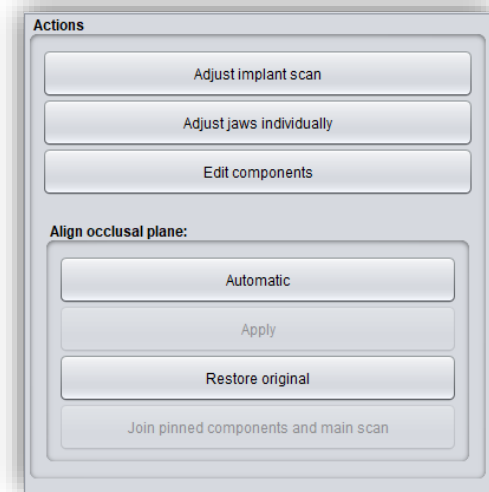 Actions
Adjust implant scan
Adjust jaws individually
Edit components
Align occlusal plane:
Automatic
Apply
Restore original
Join pinned components and main scan